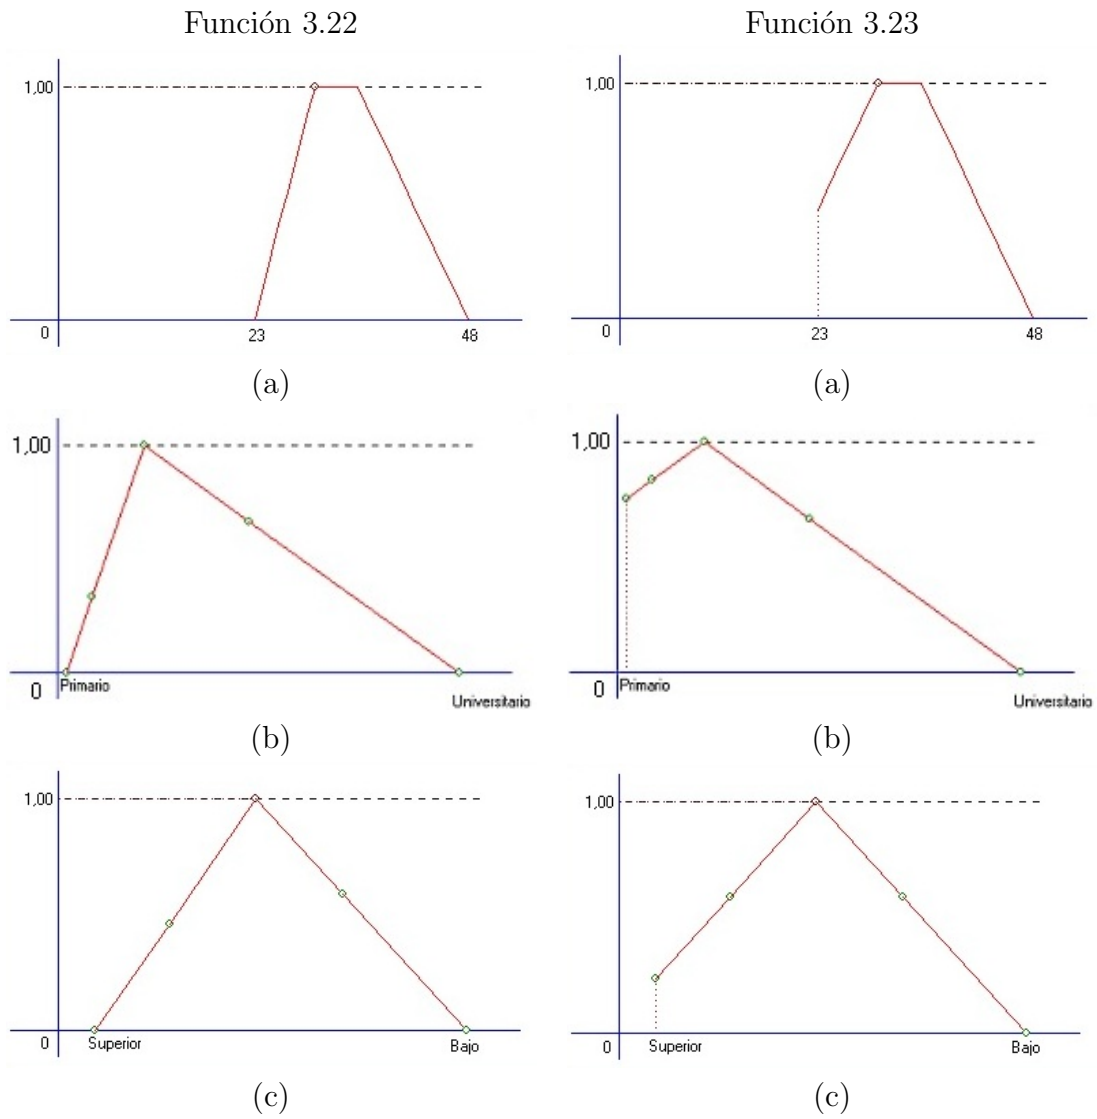 Función 3.22 Función 3.23
1,00 1,00
0 23 48 0 23 48
(a) (a)
1,00 1,00
0 Primario Universitario 0 Primario Universitario
(b) (b)
1,00 1,00
0 Superior Bajo 0 Superior Bajo
(c) (c)